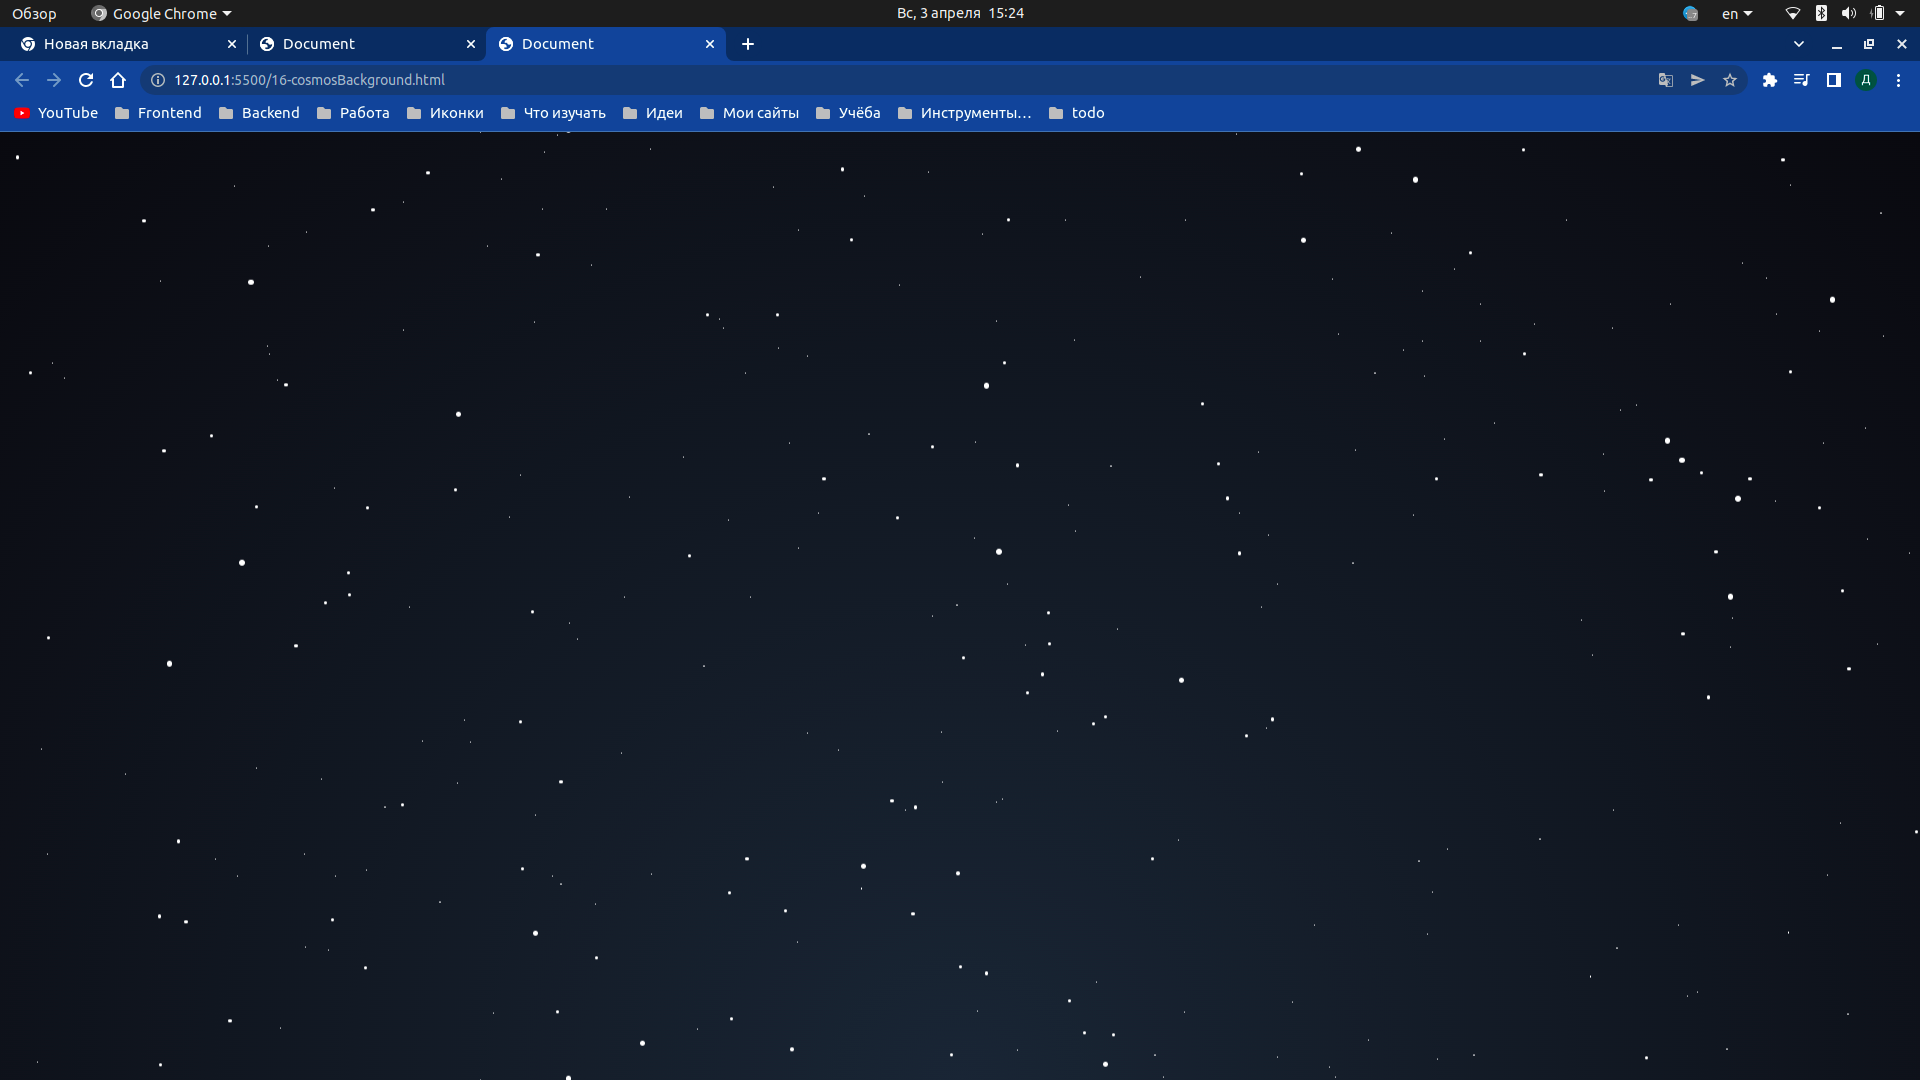 Обзор Google Chrome Вс, 3 апреля 15:24 en
Новая вкладка Document Document
127.0.0.1:5500/16-cosmosBackground.html Д
YouTube Frontend Backend Работа Иконки Что изучать Идеи Мои сайты Учёба Инструменты... todo